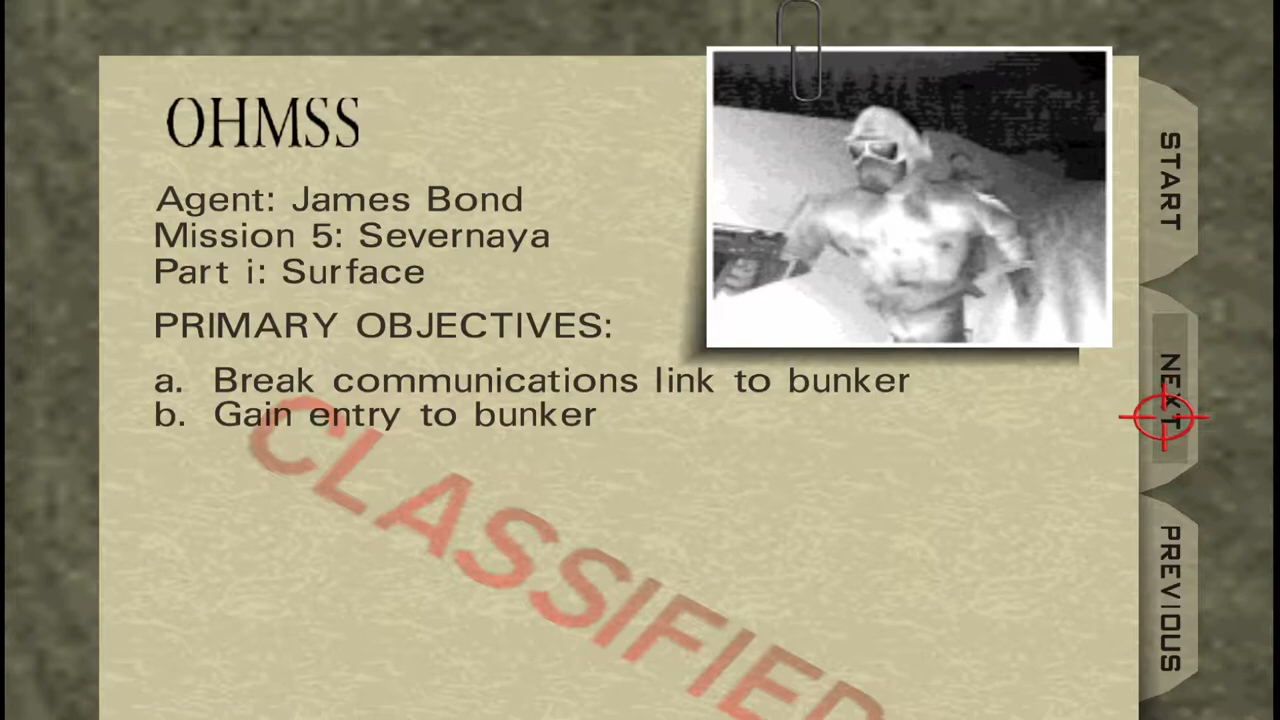 OHMSS
Agent: James Bond
Mission 5: Severnaya
Part i: Surface
PRIMARY OBJECTIVES:
a. Break communications link to bunker
b. Gain entry to bunker
CLASSIFIED
START
NEXT
PREVIOUS